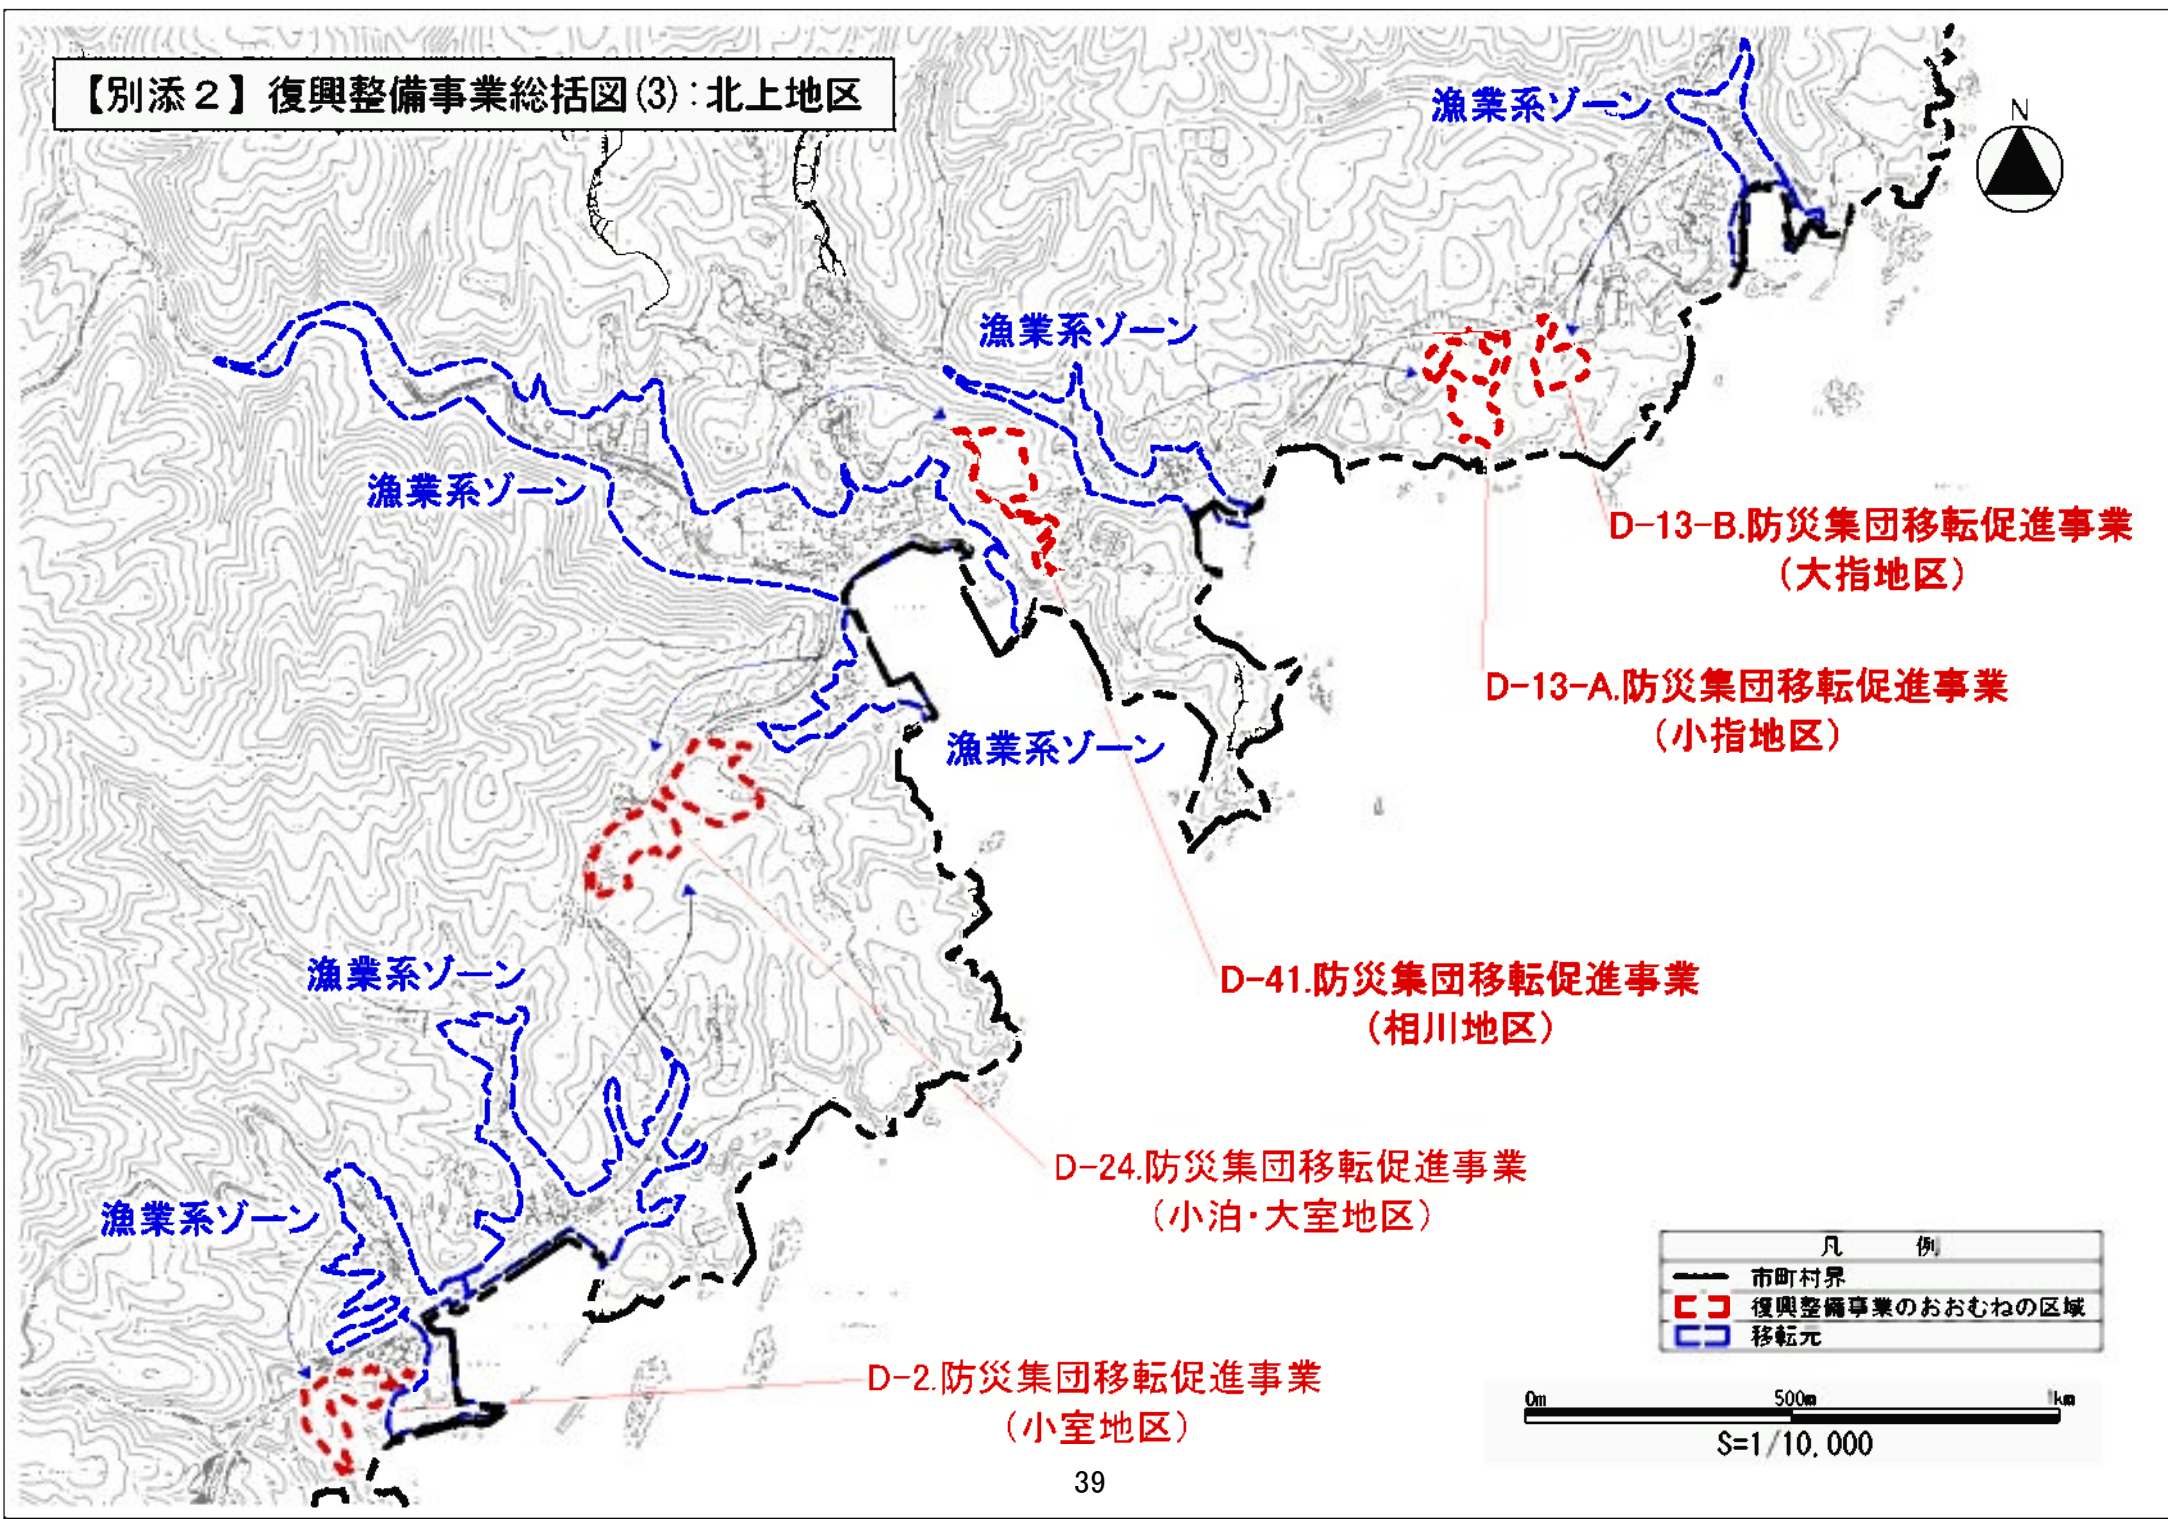 【別添２】復興整備事業総括図(3):北上地区
漁業系ゾーン
N
漁業系ゾーン
漁業系ゾーン
D-13-B.防災集団移転促進事業
(大指地区)
D-13-A.防災集団移転促進事業
(小指地区)
漁業系ゾーン
D-41.防災集団移転促進事業
(相川地区)
漁業系ゾーン
D-24.防災集団移転促進事業
(小泊・大室地区)
漁業系ゾーン
凡 例
市町村界
復興整備事業のおおむねの区域
移転元
D-2.防災集団移転促進事業
(小室地区)
0m 500m 1km
S=1/10,000
39